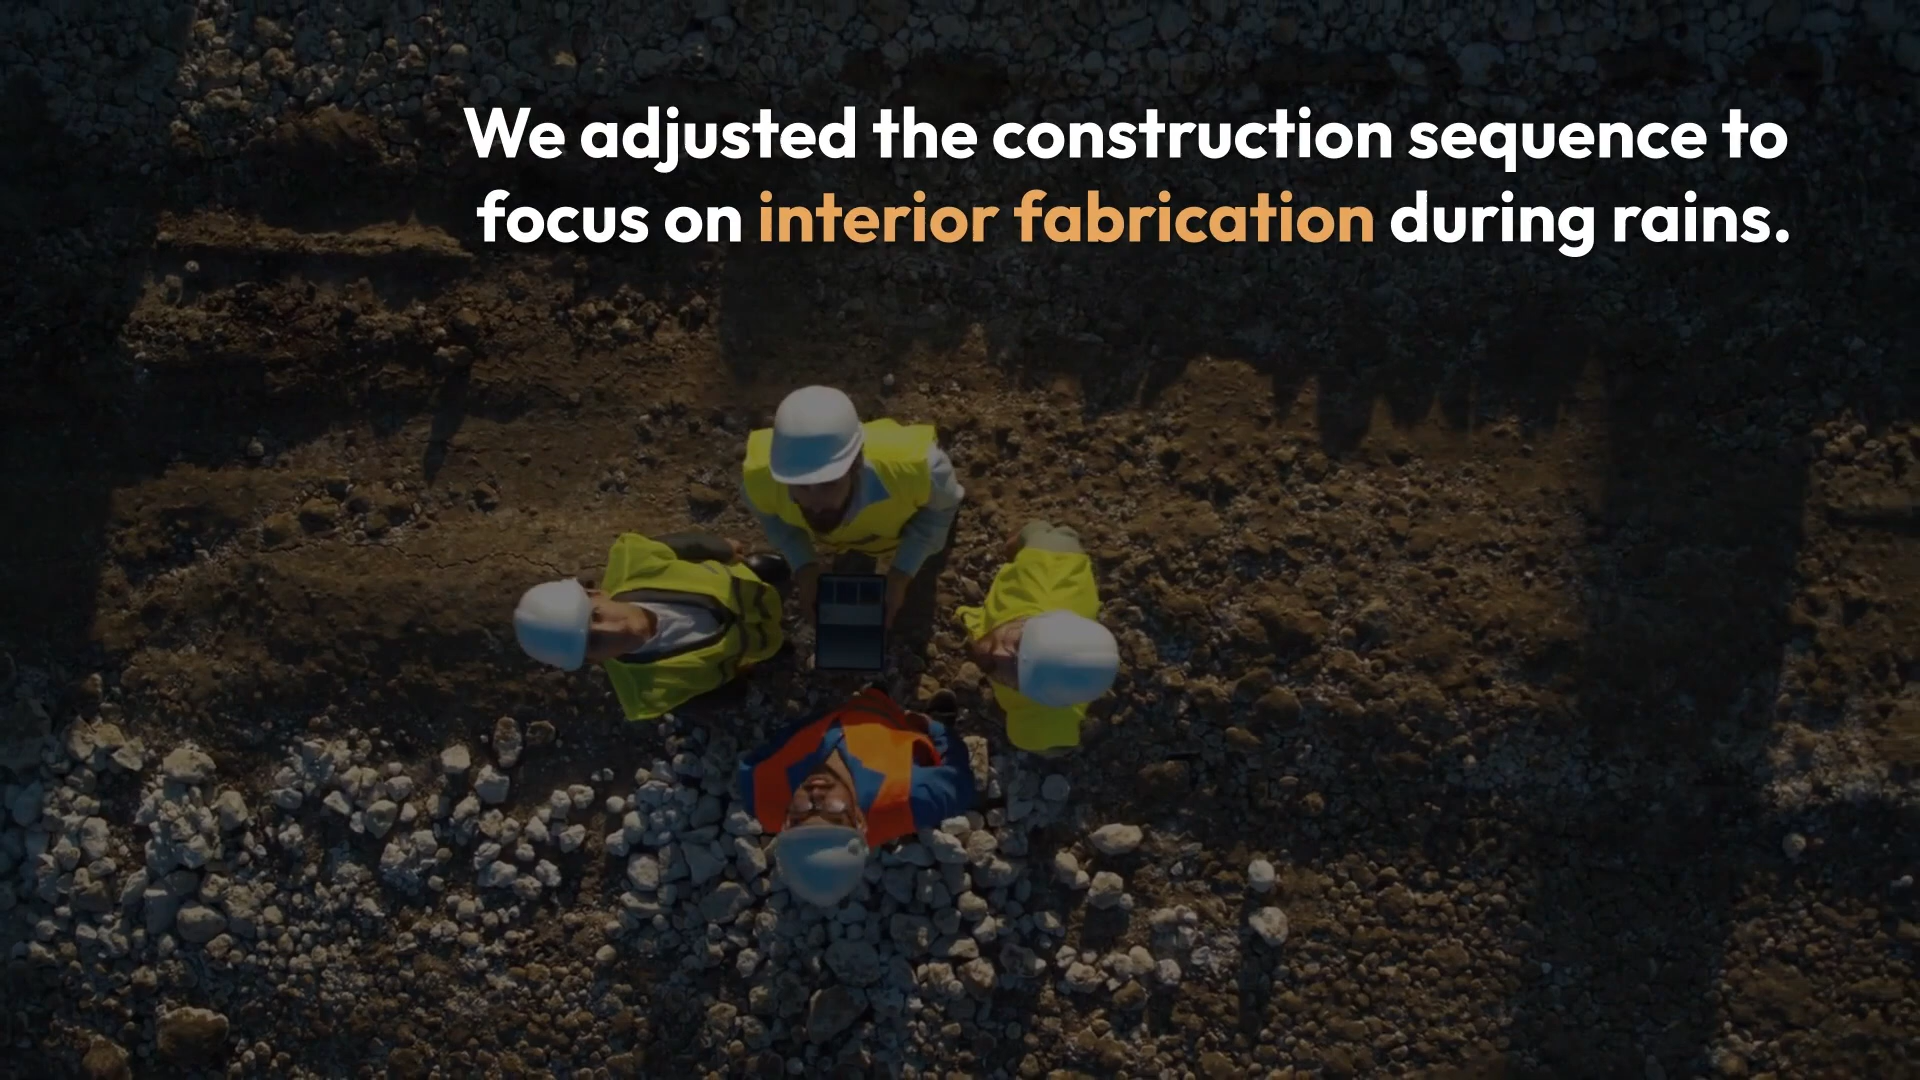 We adjusted the construction sequence to
focus on interior fabrication during rains.